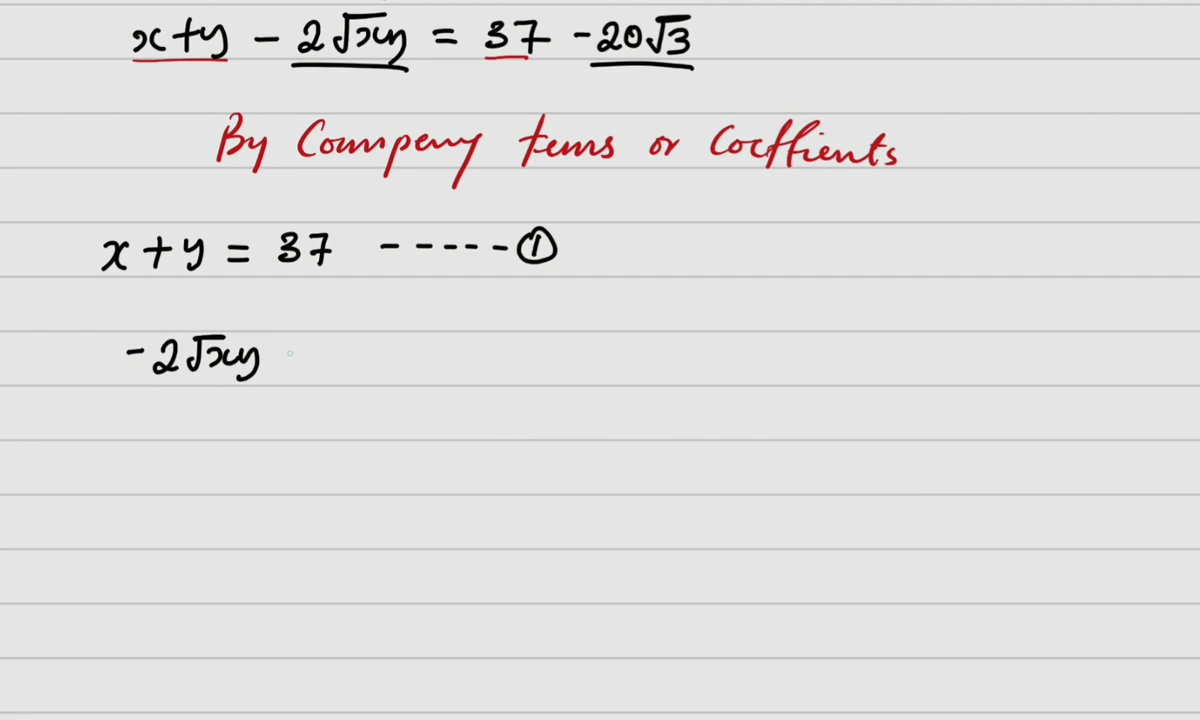 x+y - 2√xy = 37 - 20√3
By Compeny tems or Coeffients
x + y = 37 -----①
-2√xy